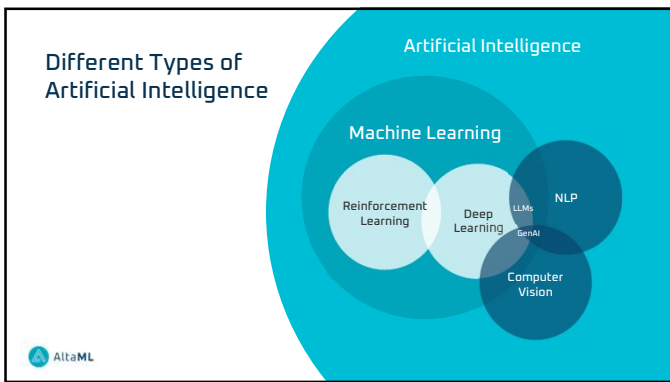 Different Types of
Artificial Intelligence
Artificial Intelligence
Machine Learning
Reinforcement
Learning
Deep
Learning
LLMs
NLP
GenAI
Computer
Vision
AltaML